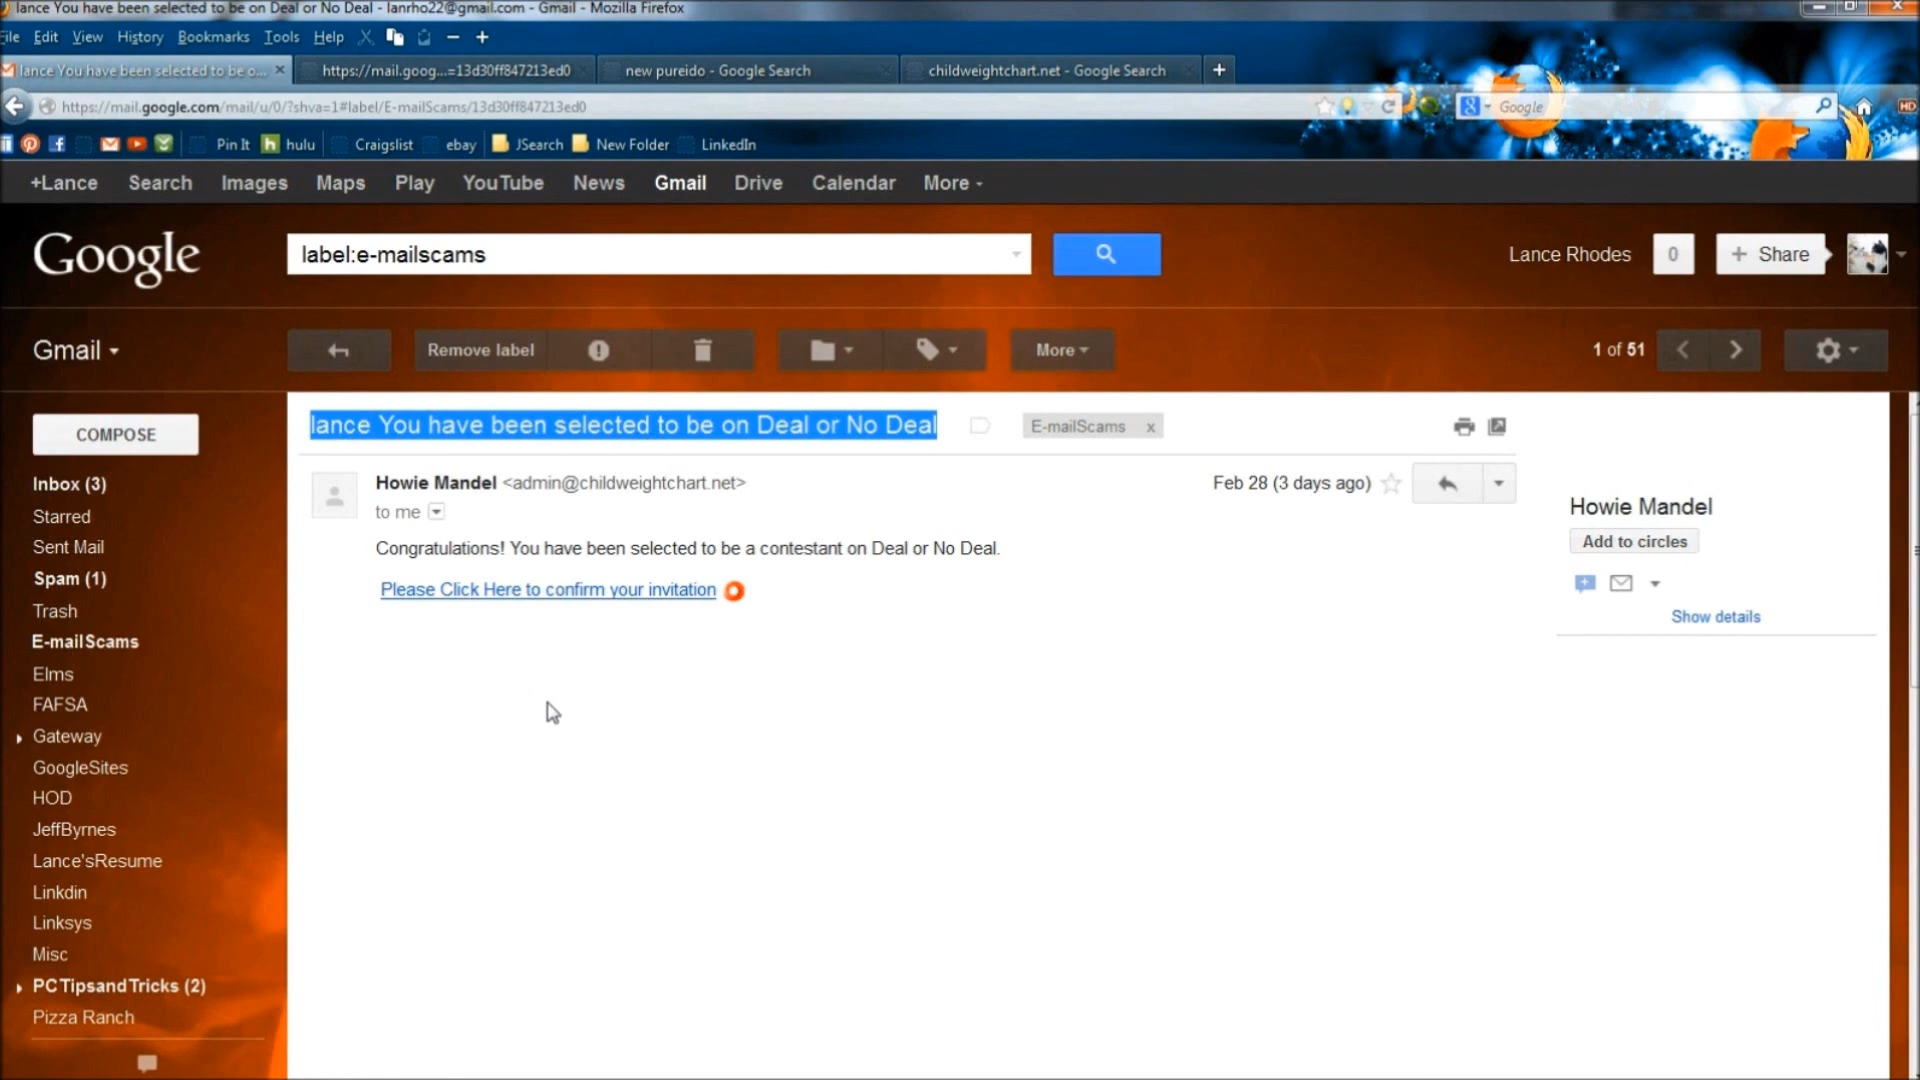 lance You have been selected to be on Deal or No Deal - lanrho22@gmail.com - Gmail - Mozilla Firefox
File Edit View History Bookmarks Tools Help
lance You have been selected to be o... × https://mail.goog...=13d30ff847213ed0 new pureido - Google Search childweightchart.net - Google Search +
https://mail.google.com/mail/u/0/?shva=1#label/E-mailScams/13d30ff847213ed0 Google HD
Pin It hulu Craigslist ebay JSearch New Folder LinkedIn
+Lance Search Images Maps Play YouTube News Gmail Drive Calendar More
Google label:e-mailscams Lance Rhodes 0 + Share
Gmail Remove label More 1 of 51
COMPOSE
Inbox (3)
Starred
Sent Mail
Spam (1)
Trash
E-mailScams
Elms
FAFSA
Gateway
GoogleSites
HOD
JeffByrnes
Lance'sResume
Linkdin
Linksys
Misc
PCTipsandTricks (2)
Pizza Ranch
lance You have been selected to be on Deal or No Deal E-mailScams x
Howie Mandel <admin@childweightchart.net> Feb 28 (3 days ago)
to me
Congratulations! You have been selected to be a contestant on Deal or No Deal.
Please Click Here to confirm your invitation
Howie Mandel
Add to circles
Show details